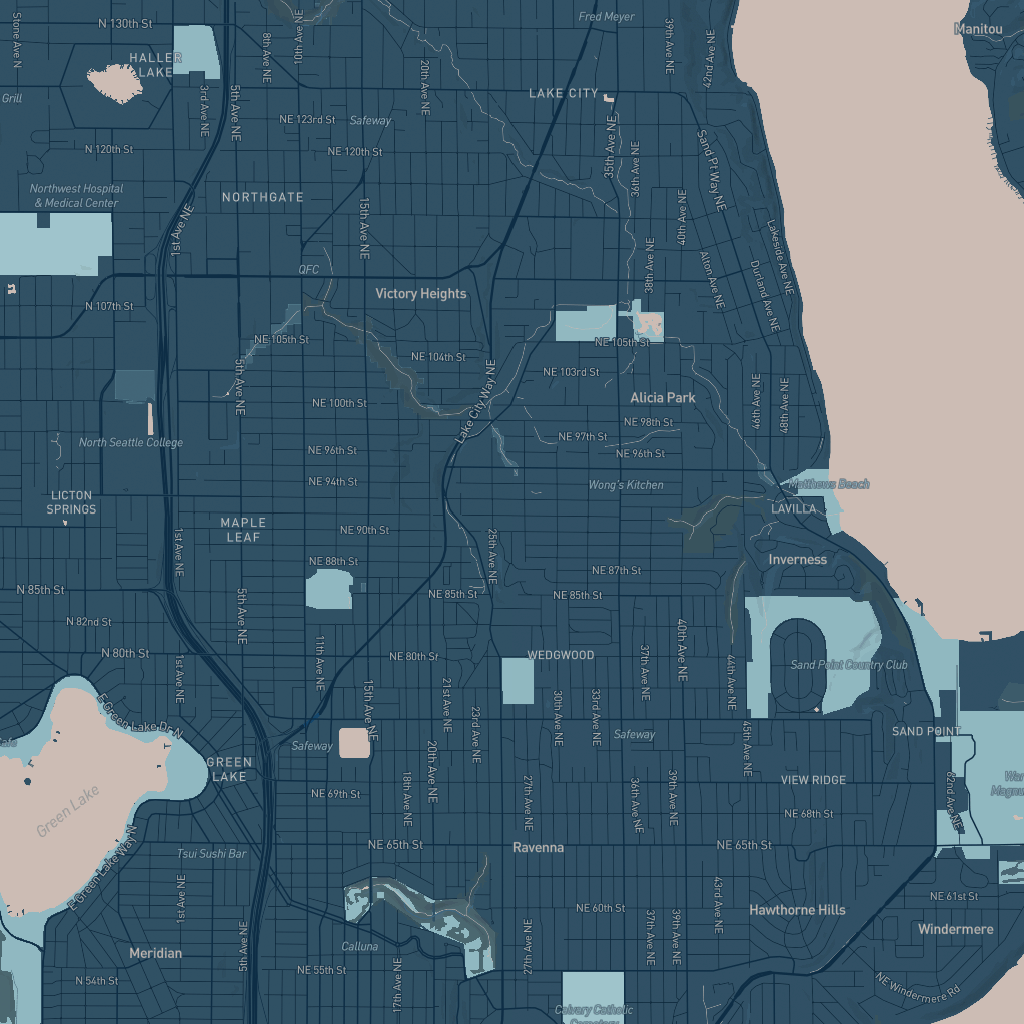 Fred Meyer
N 130th St
Stone Ave N
8th Ave NE
10th Ave NE
39th Ave NE
42nd Ave NE
Manitou
HALLER
LAKE
20th Ave NE
Grill
3rd Ave NE
5th Ave NE
LAKE CITY
NE 123rd St
Safeway
35th Ave NE
Sand Pt Way NE
N 120th St
NE 120th St
36th Ave NE
Northwest Hospital
& Medical Center
NORTHGATE
15th Ave NE
1st Ave NE
40th Ave NE
Lakeside Ave NE
38th Ave NE
Alton Ave NE
Durland Ave NE
QFC
Victory Heights
N 107th St
NE 105th St
NE 105th St
NE 104th St
5th Ave NE
NE 103rd St
Lake City Way NE
46th Ave NE
48th Ave NE
NE 100th St
Alicia Park
NE 98th St
North Seattle College
NE 97th St
NE 96th St
NE 96th St
NE 94th St
Wong's Kitchen
Matthews Beach
LICTON
SPRINGS
LAVILLA
MAPLE
LEAF
NE 90th St
1st Ave NE
25th Ave NE
NE 88th St
NE 87th St
Inverness
N 85th St
NE 85th St
NE 85th St
5th Ave NE
N 82nd St
40th Ave NE
N 80th St
11th Ave NE
NE 80th St
WEDGWOOD
37th Ave NE
44th Ave NE
Sand Point Country Club
1st Ave NE
15th Ave NE
21st Ave NE
23rd Ave NE
30th Ave NE
33rd Ave NE
E Green Lake Dr N
Safeway
Safeway
45th Ave NE
SAND POINT
Cafe
GREEN
LAKE
20th Ave NE
18th Ave NE
27th Ave NE
36th Ave NE
39th Ave NE
VIEW RIDGE
62nd Ave NE
War
Magnu
Green Lake
NE 69th St
NE 68th St
Tsui Sushi Bar
NE 65th St
Ravenna
NE 65th St
E Green Lake Way N
1st Ave NE
43rd Ave NE
NE 61st St
NE 60th St
Hawthorne Hills
37th Ave NE
39th Ave NE
Windermere
Meridian
5th Ave NE
Calluna
27th Ave NE
NE 55th St
N 54th St
17th Ave NE
NE Windermere Rd
Calvary Catholic
Cemetery